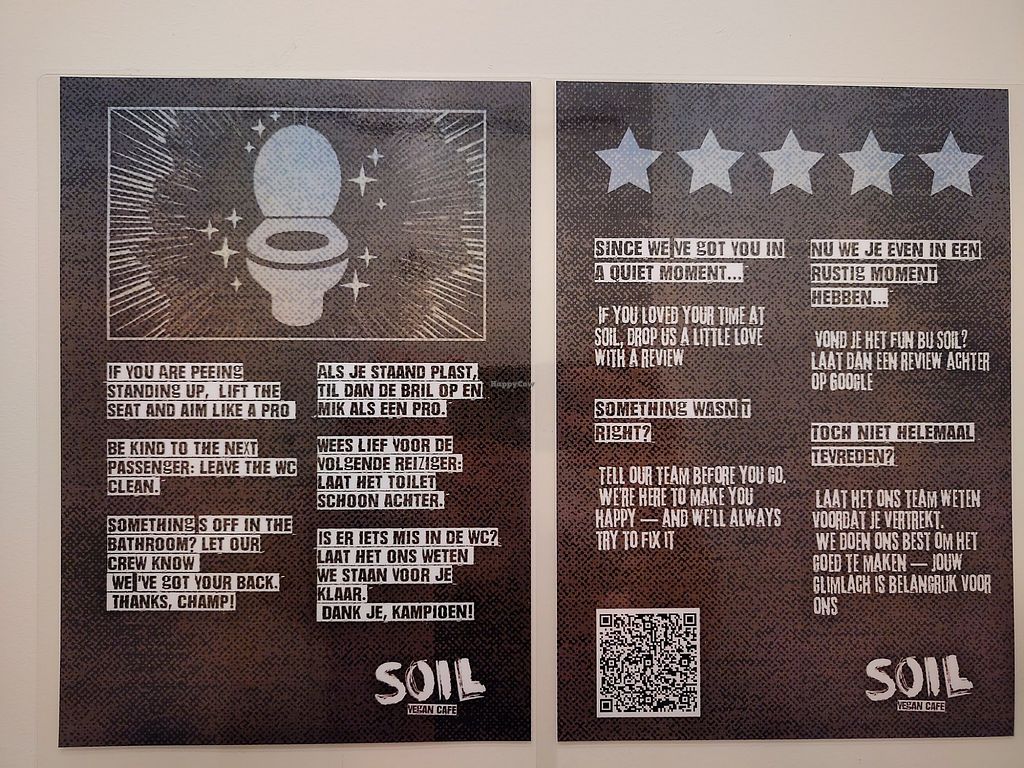 IF YOU ARE PEEING
STANDING UP, LIFT THE
SEAT AND AIM LIKE A PRO
BE KIND TO THE NEXT
PASSENGER: LEAVE THE WC
CLEAN.
SOMETHING'S OFF IN THE
BATHROOM? LET OUR
CREW KNOW
WE'VE GOT YOUR BACK.
THANKS, CHAMP!
ALS JE STAAND PLAST,
TIL DAN DE BRIL OP EN
MIK ALS EEN PRO.
WEES LIEF VOOR DE
VOLGENDE REIZIGER:
LAAT HET TOILET
SCHOON ACHTER.
IS ER IETS MIS IN DE WC?
LAAT HET ONS WETEN
WE STAAN VOOR JE
KLAAR.
DANK JE, KAMPIOEN!
SOIL
VEGAN CAFE
SINCE WE'VE GOT YOU IN
A QUIET MOMENT...
IF YOU LOVED YOUR TIME AT
SOIL, DROP US A LITTLE LOVE
WITH A REVIEW
SOMETHING WASN'T
RIGHT?
TELL OUR TEAM BEFORE YOU GO.
WE'RE HERE TO MAKE YOU
HAPPY — AND WE'LL ALWAYS
TRY TO FIX IT
NU WE JE EVEN IN EEN
RUSTIG MOMENT
HEBBEN...
VOND JE HET FIJN BIJ SOIL?
LAAT DAN EEN REVIEW ACHTER
OP GOOGLE
TOCH NIET HELEMAAL
TEVREDEN?
LAAT HET ONS TEAM WETEN
VOORDAT JE VERTREKT.
WE DOEN ONS BEST OM HET
GOED TE MAKEN — JOUW
GLIMLACH IS BELANGRIJK VOOR
ONS
SOIL
VEGAN CAFE
HappyCow